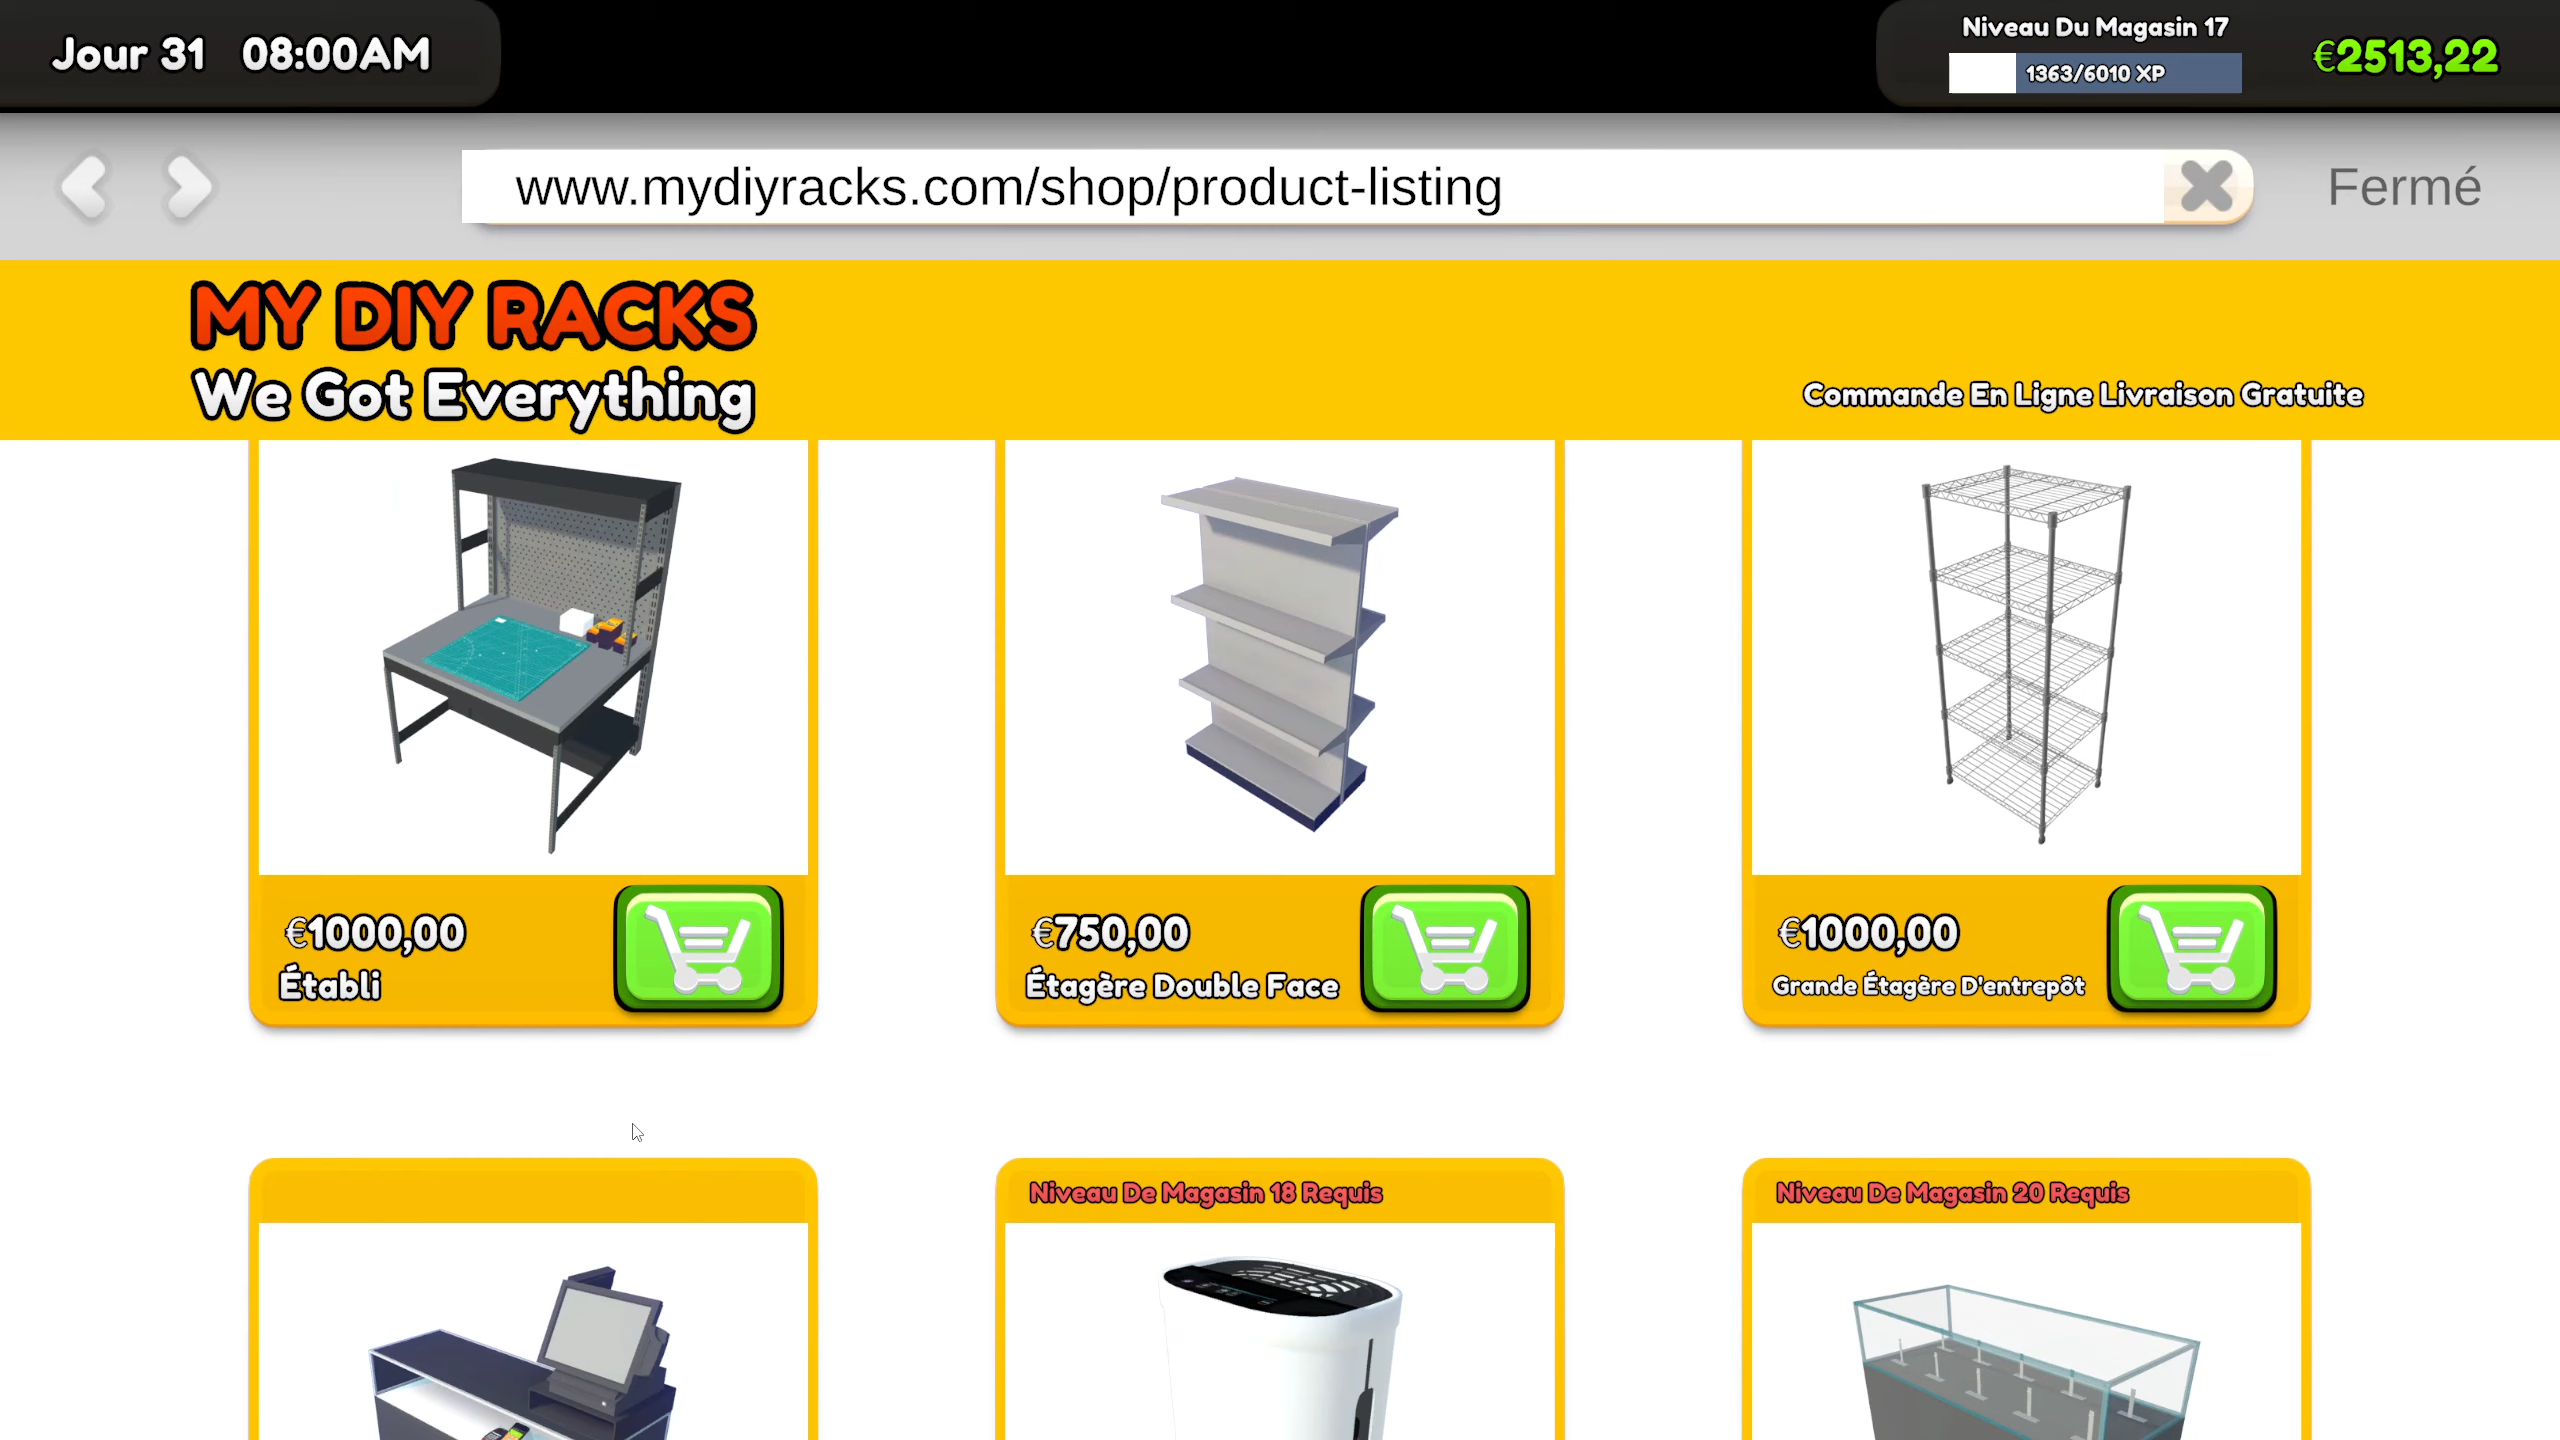 Jour 31 08:00AM
Niveau Du Magasin 17
1363/6010 XP
€2513,22
www.mydiyracks.com/shop/product-listing
Fermé
MY DIY RACKS
We Got Everything
Commande En Ligne Livraison Gratuite
€1000,00
Établi
€750,00
Étagère Double Face
€1000,00
Grande Étagère D'entrepôt
Niveau De Magasin 18 Requis
Niveau De Magasin 20 Requis